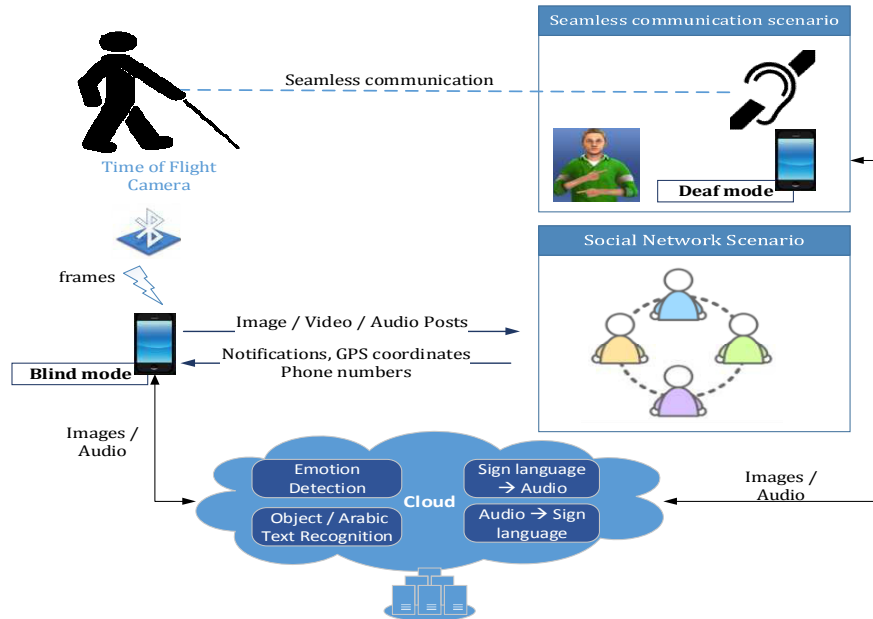 Seamless communication scenario
Seamless communication
Time of Flight
Camera
Deaf mode
frames
Social Network Scenario
Image / Video / Audio Posts
Notifications, GPS coordinates
Phone numbers
Blind mode
Images /
Audio
Emotion
Detection
Sign language
→ Audio
Cloud
Object / Arabic
Text Recognition
Audio → Sign
language
Images /
Audio